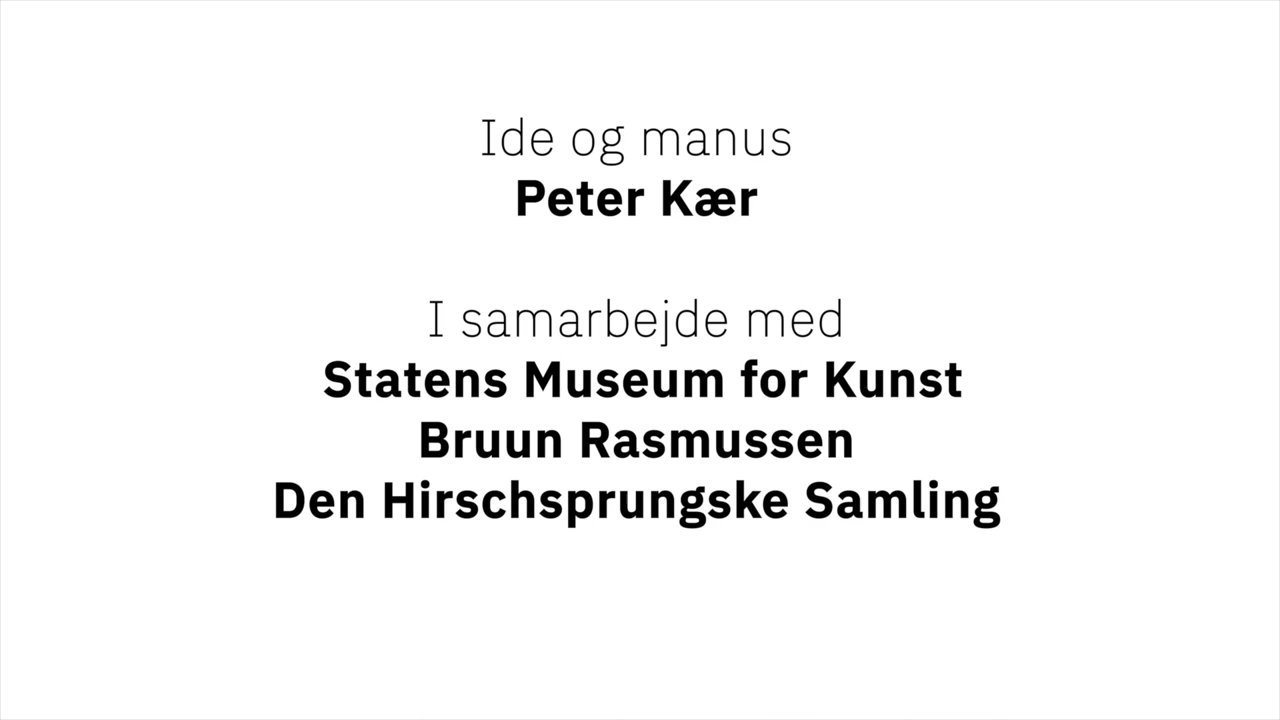 Ide og manus
Peter Kær
I samarbejde med
Statens Museum for Kunst
Bruun Rasmussen
Den Hirschsprungske Samling